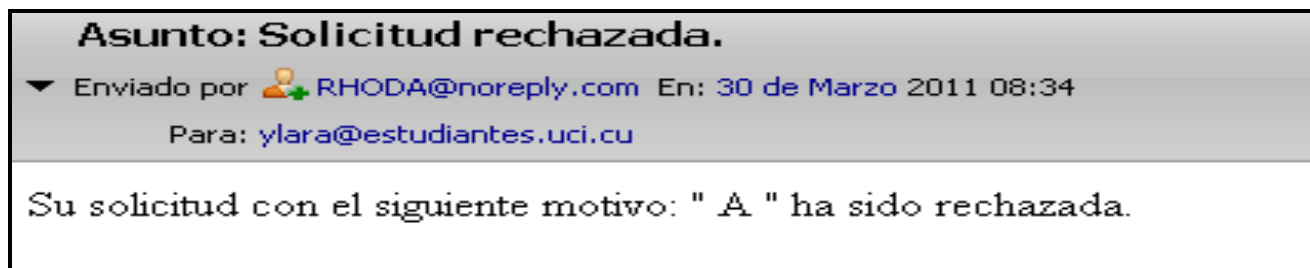 Asunto: Solicitud rechazada.
Enviado por RHODA@noreply.com En: 30 de Marzo 2011 08:34
Para: ylara@estudiantes.uci.cu
Su solicitud con el siguiente motivo: " A " ha sido rechazada.